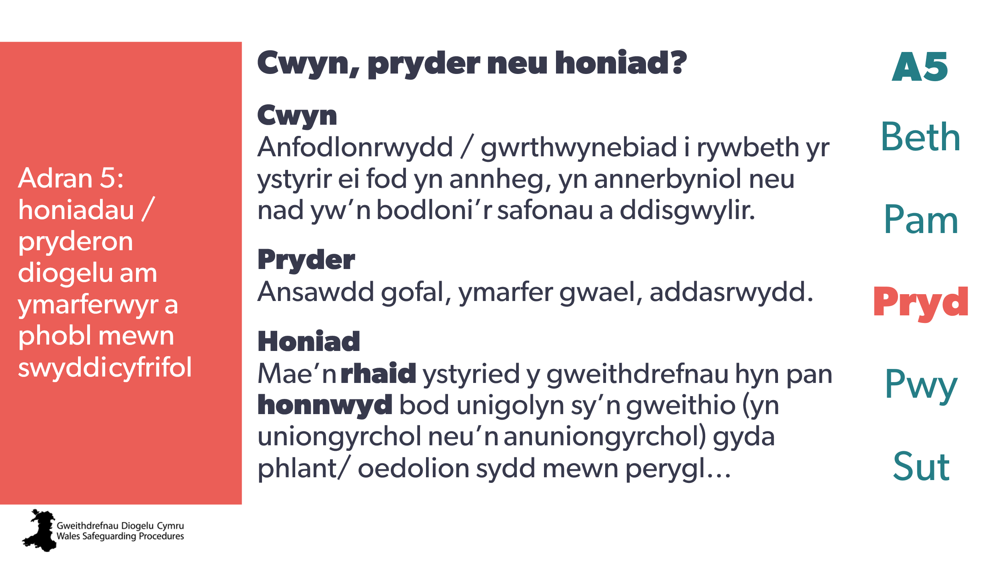 Adran 5:
honiadau /
pryderon
diogelu am
ymarferwyr a
phobl mewn
swyddi cyfrifol
Cwyn, pryder neu honiad?
Cwyn
Anfodlonrwydd / gwrthwynebiad i rywbeth yr
ystyrir ei fod yn annheg, yn annerbyniol neu
nad yw’n bodloni’r safonau a ddisgwylir.
Pryder
Ansawdd gofal, ymarfer gwael, addasrwydd.
Honiad
Mae’n rhaid ystyried y gweithdrefnau hyn pan
honnwyd bod unigolyn sy’n gweithio (yn
uniongyrchol neu’n anuniongyrchol) gyda
phlant/ oedolion sydd mewn perygl...
A5
Beth
Pam
Pryd
Pwy
Sut
Gweithdrefnau Diogelu Cymru
Wales Safeguarding Procedures